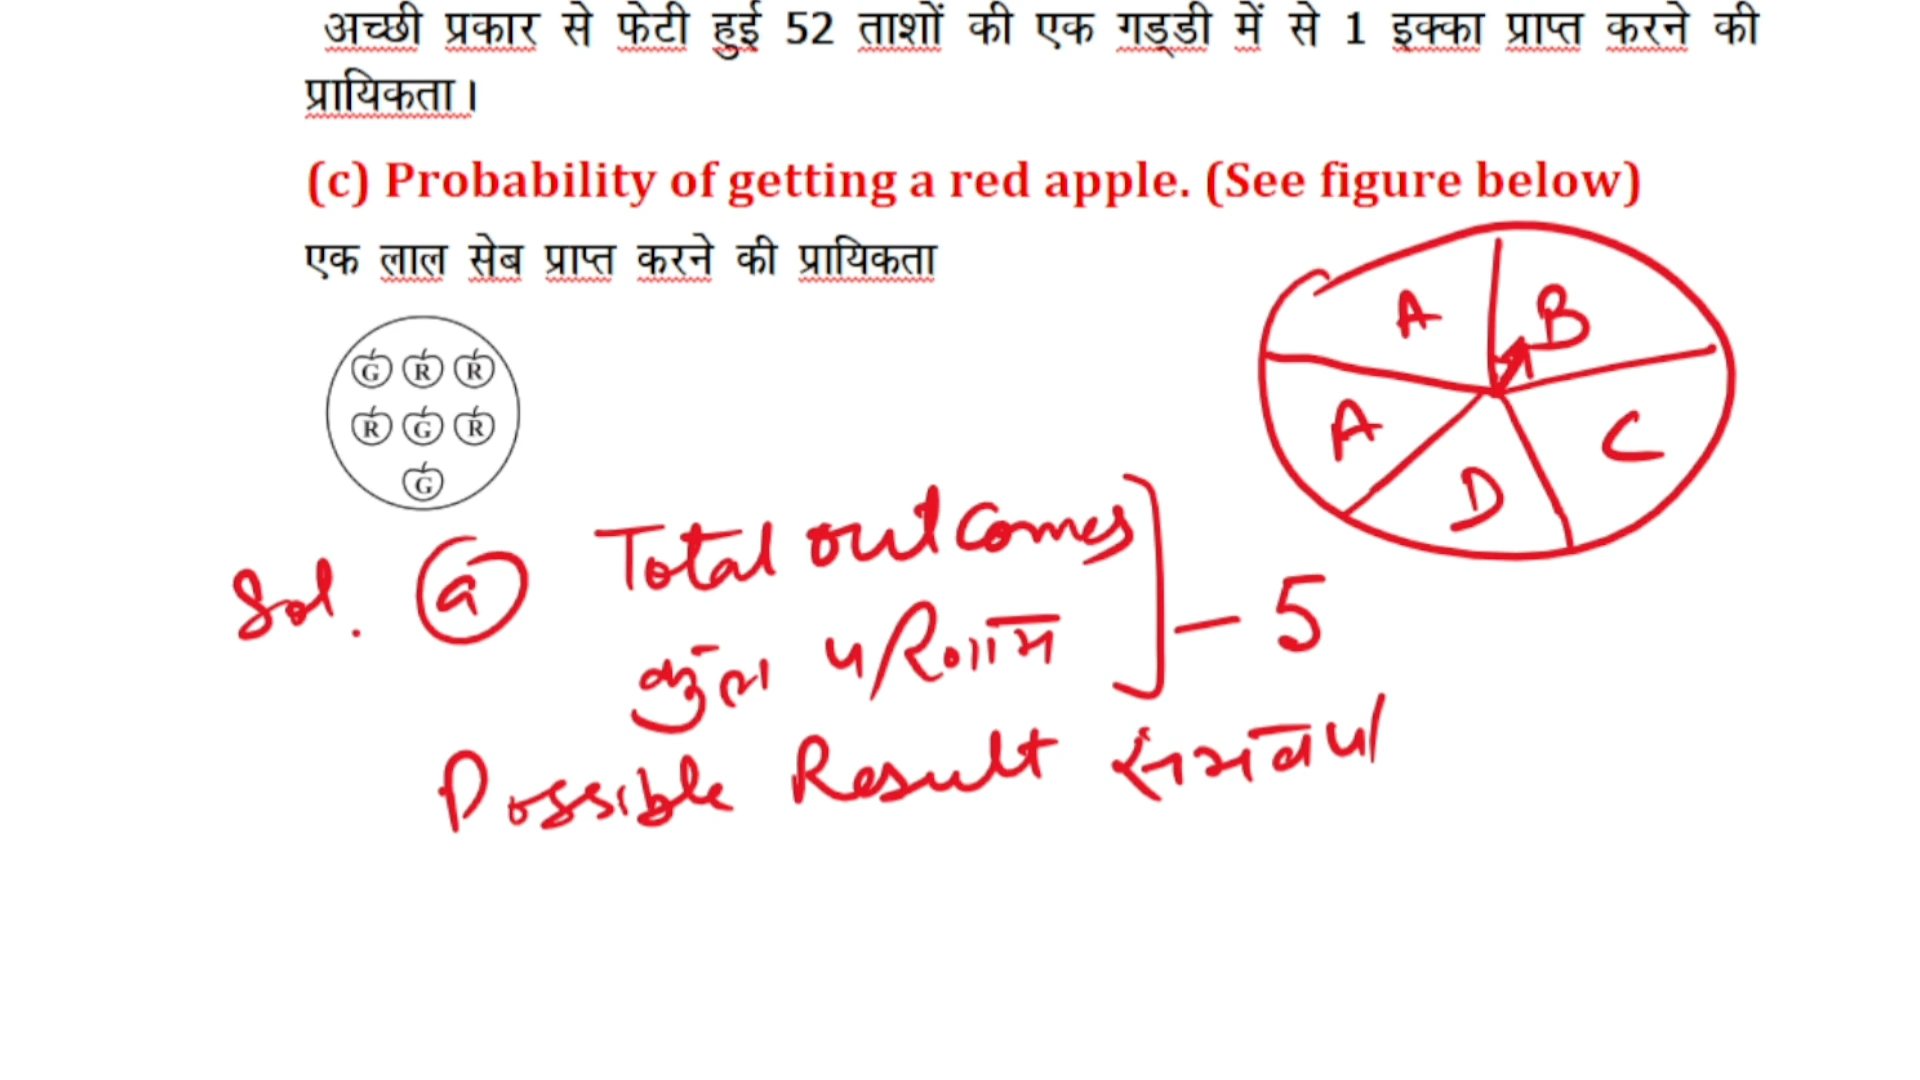 अच्छी प्रकार से फेटी हुई 52 ताशों की एक गड्डी में से 1 इक्का प्राप्त करने की
प्रायिकता।
(c) Probability of getting a red apple. (See figure below)
एक लाल सेब प्राप्त करने की प्रायिकता
A B
A C
D
G R R
R G R
G
Sol. (a) Total outcomes
कुल परिणाम - 5
Possible Result संभव प